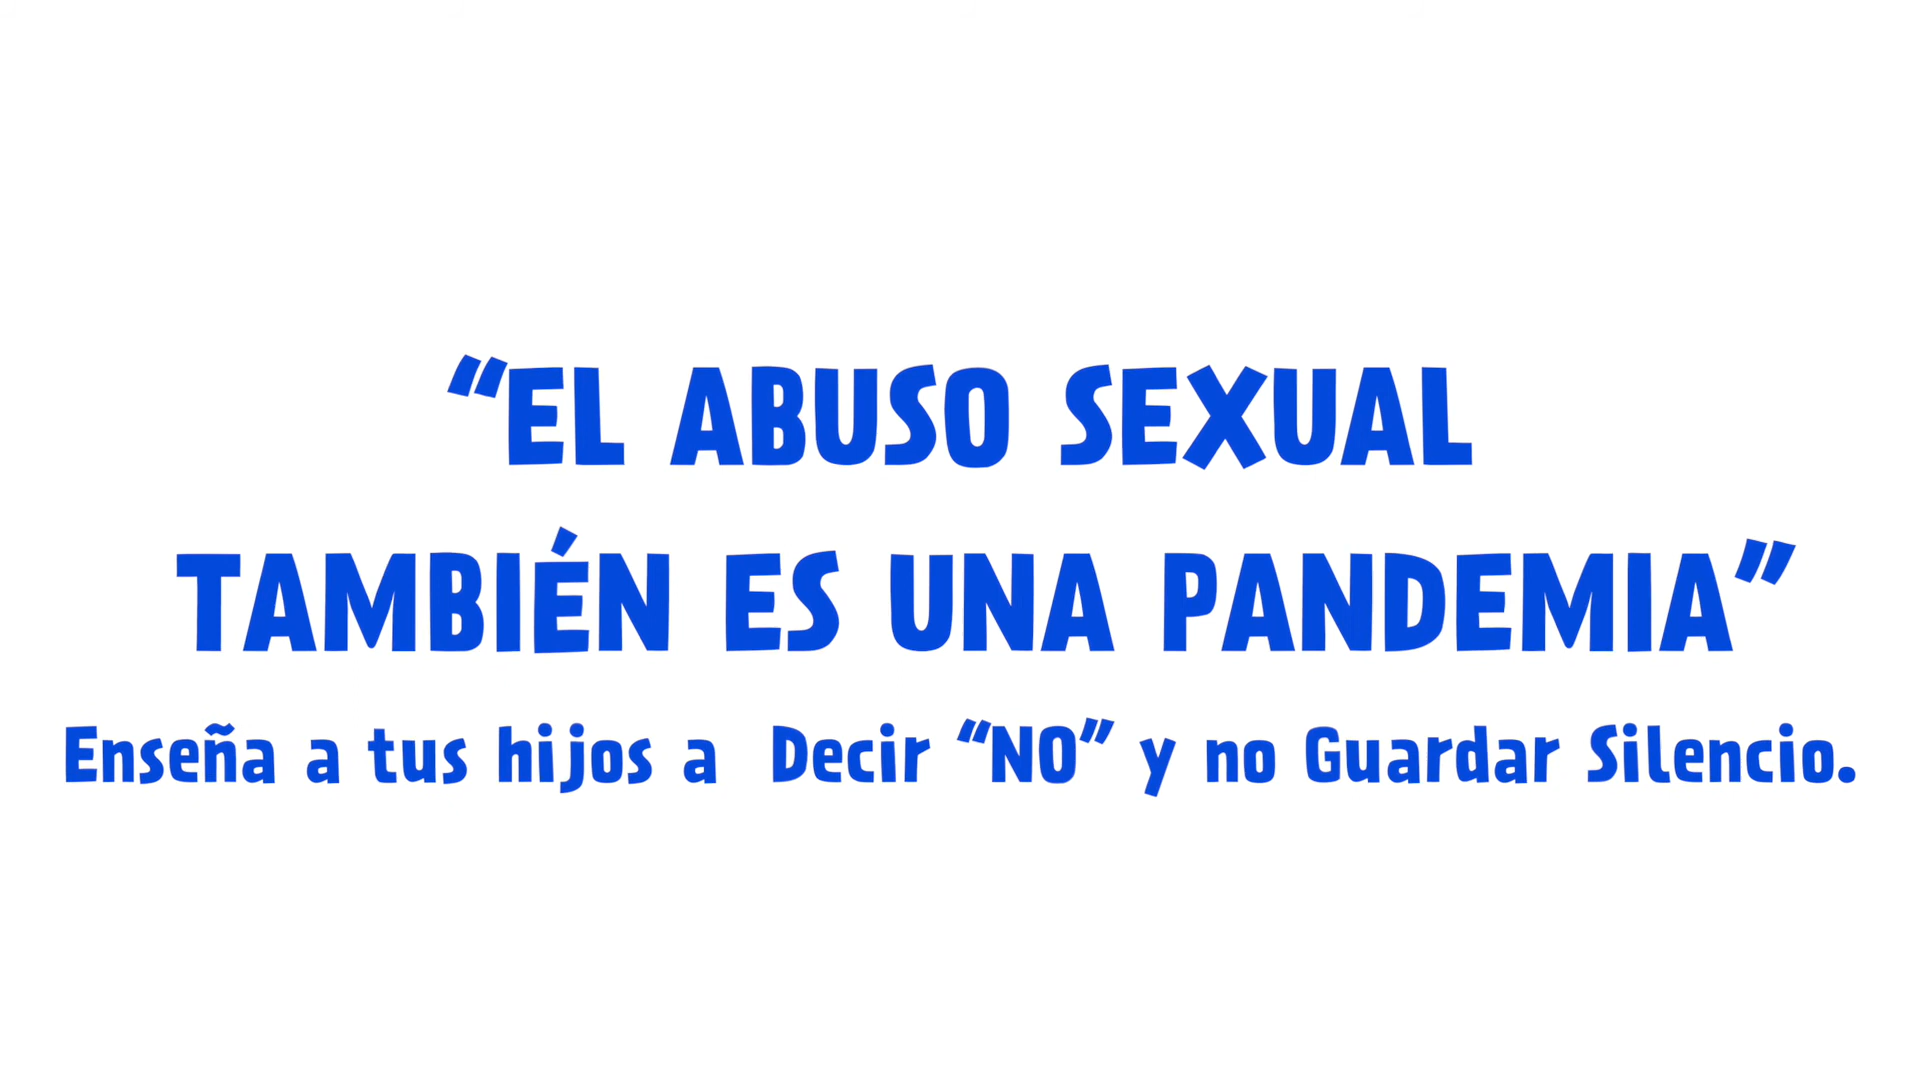 “EL ABUSO SEXUAL
TAMBIÉN ES UNA PANDEMIA”
Enseña a tus hijos a Decir “NO” y no Guardar Silencio.